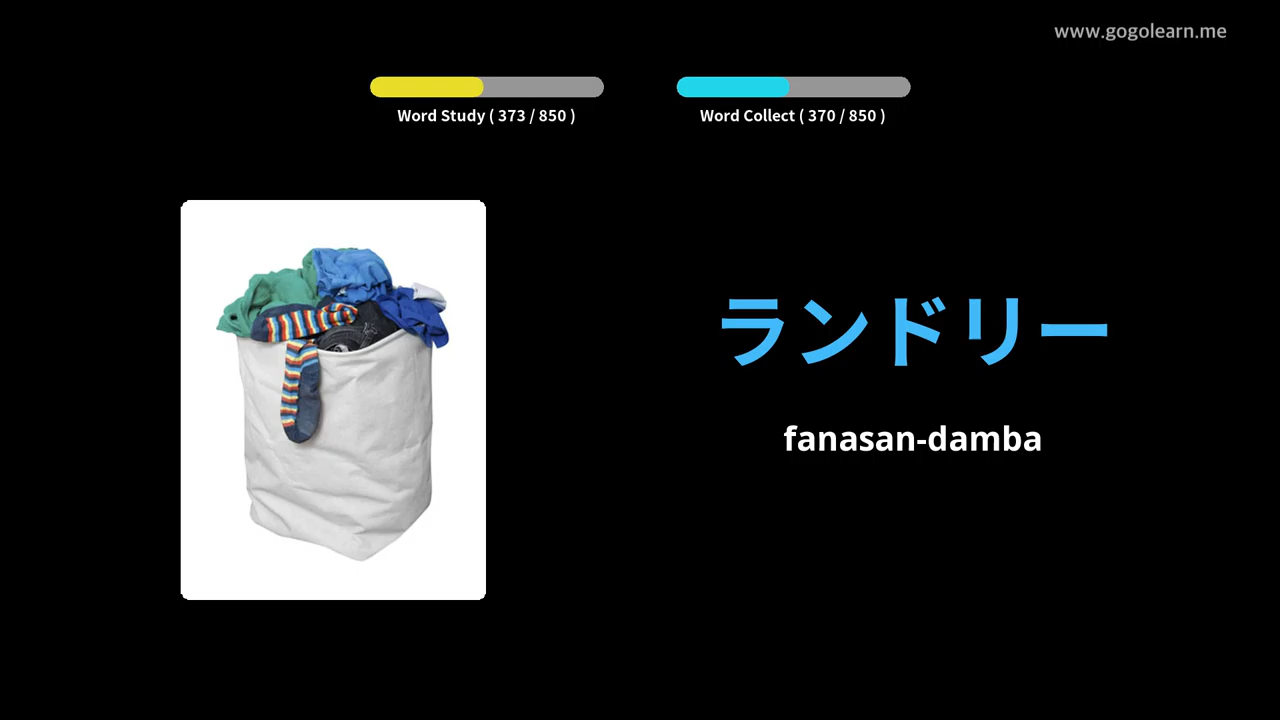 www.gogolearn.me
Word Study ( 373 / 850 )
Word Collect ( 370 / 850 )
ランドリー
fanasan-damba